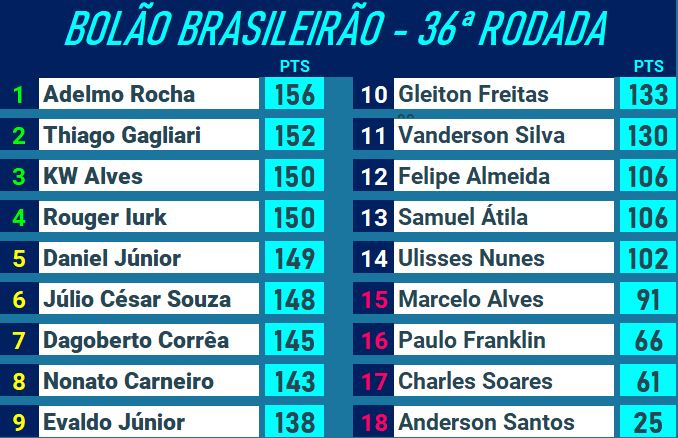 BOLÃO BRASILEIRÃO - 36ª RODADA
PTS
1 Adelmo Rocha 156
2 Thiago Gagliari 152
3 KW Alves 150
4 Rouger Iurk 150
5 Daniel Júnior 149
6 Júlio César Souza 148
7 Dagoberto Corrêa 145
8 Nonato Carneiro 143
9 Evaldo Júnior 138
PTS
10 Gleiton Freitas 133
11 Vanderson Silva 130
12 Felipe Almeida 106
13 Samuel Átila 106
14 Ulisses Nunes 102
15 Marcelo Alves 91
16 Paulo Franklin 66
17 Charles Soares 61
18 Anderson Santos 25